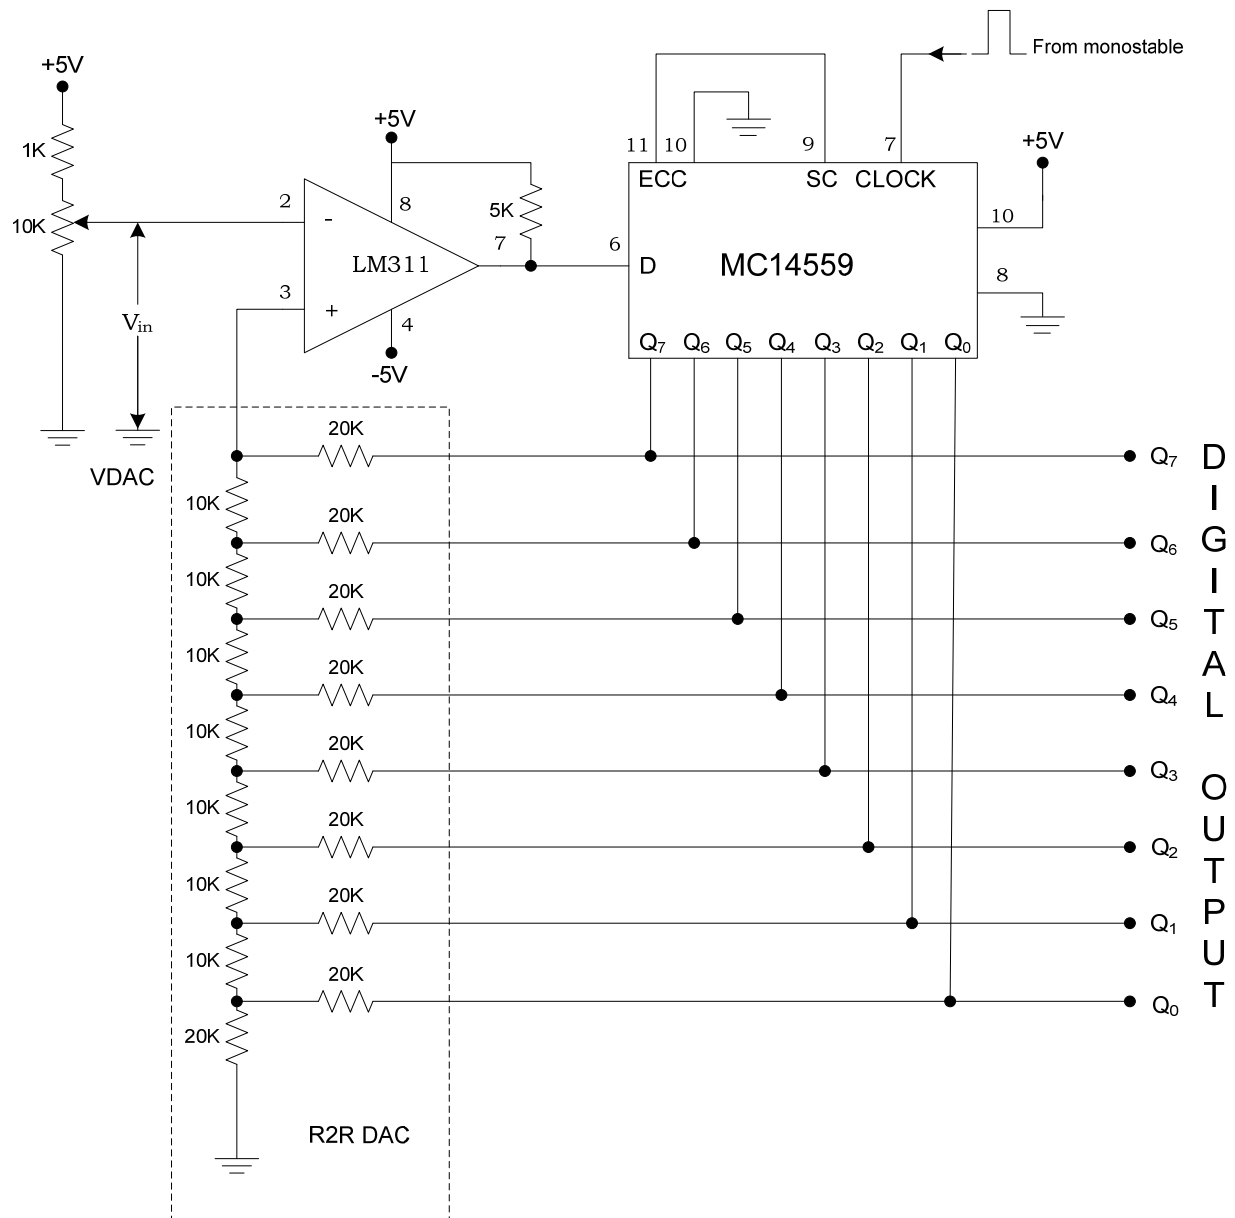 From monostable
+5V
1K
10K
+5V
5K
2
8
7
3
4
-
+
LM311
-5V
Vin
VDAC
11
10
9
7
ECC
SC
CLOCK
+5V
10
8
6
D
MC14559
Q7 Q6 Q5 Q4 Q3 Q2 Q1 Q0
20K
Q7
10K
20K
Q6
10K
20K
Q5
10K
20K
Q4
10K
20K
Q3
10K
20K
Q2
10K
20K
Q1
10K
20K
Q0
20K
R2R DAC
DIGITAL OUTPUT